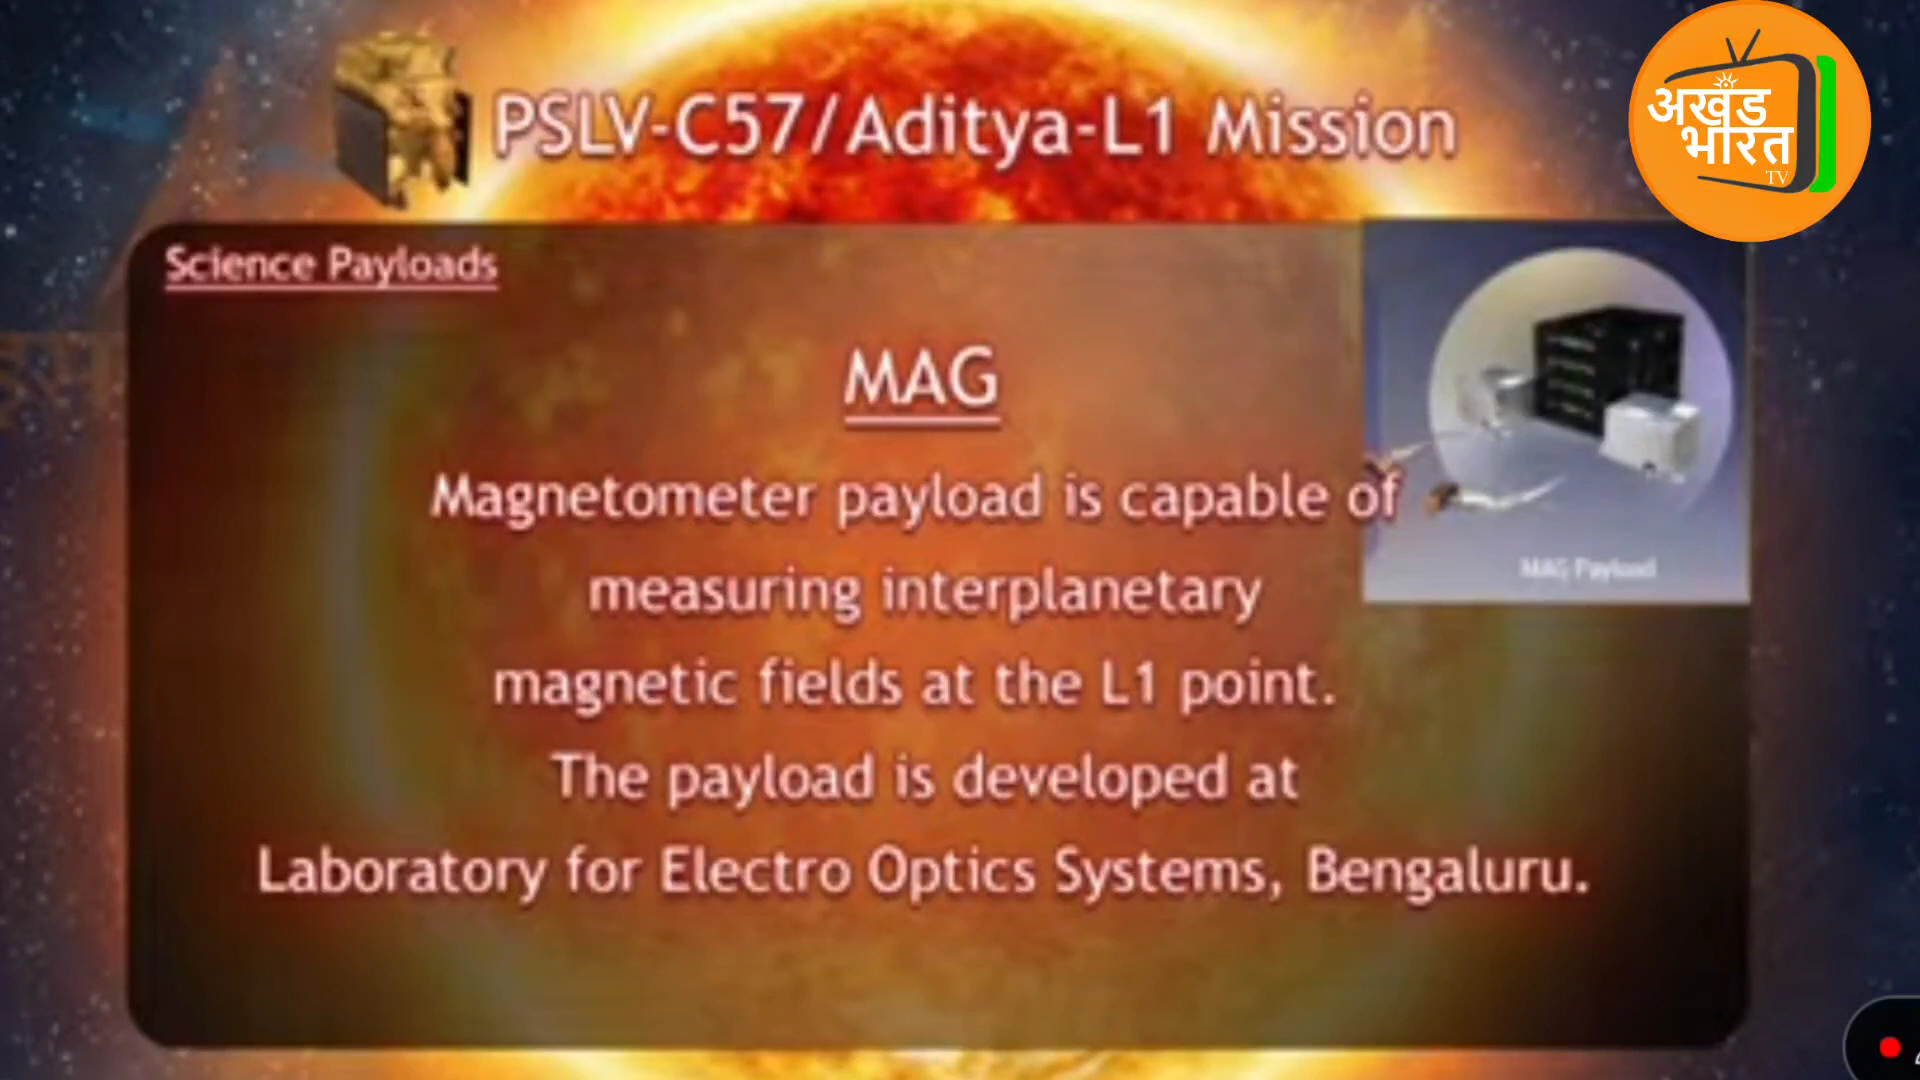 PSLV-C57/Aditya-L1 Mission
अखंड
भारत
TV
Science Payloads
MAG
Magnetometer payload is capable of
measuring interplanetary
magnetic fields at the L1 point.
The payload is developed at
Laboratory for Electro Optics Systems, Bengaluru.
MAG Payload